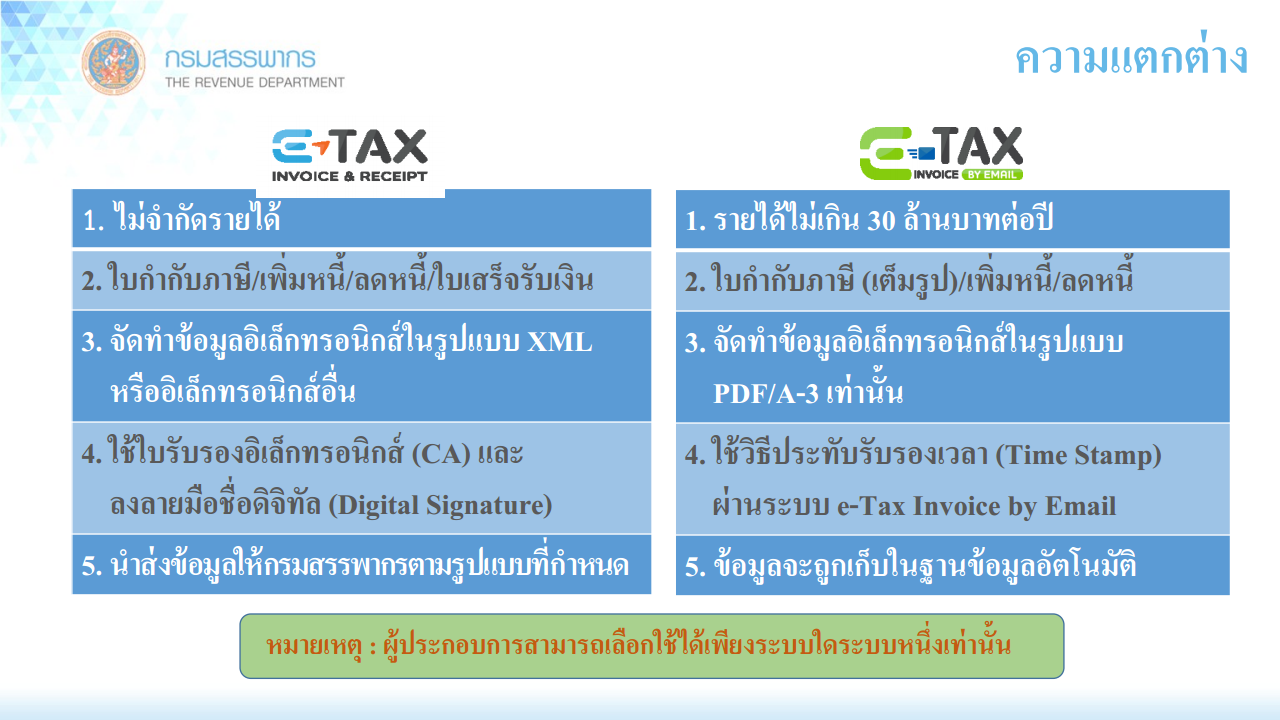 กรมสรรพากร
THE REVENUE DEPARTMENT
ความแตกต่าง
E-TAX
INVOICE & RECEIPT
1. ไม่จำกัดรายได้
2. ใบกำกับภาษี/เพิ่มหนี้/ลดหนี้/ใบเสร็จรับเงิน
3. จัดทำข้อมูลอิเล็กทรอนิกส์ในรูปแบบ XML
หรืออิเล็กทรอนิกส์อื่น
4. ใช้ใบรับรองอิเล็กทรอนิกส์ (CA) และ
ลงลายมือชื่อดิจิทัล (Digital Signature)
5. นำส่งข้อมูลให้กรมสรรพากรตามรูปแบบที่กำหนด
E-TAX
INVOICE BY EMAIL
1. รายได้ไม่เกิน 30 ล้านบาทต่อปี
2. ใบกำกับภาษี (เต็มรูป)/เพิ่มหนี้/ลดหนี้
3. จัดทำข้อมูลอิเล็กทรอนิกส์ในรูปแบบ
PDF/A-3 เท่านั้น
4. ใช้วิธีประทับรับรองเวลา (Time Stamp)
ผ่านระบบ e-Tax Invoice by Email
5. ข้อมูลจะถูกเก็บในฐานข้อมูลอัตโนมัติ
หมายเหตุ : ผู้ประกอบการสามารถเลือกใช้ได้เพียงระบบใดระบบหนึ่งเท่านั้น